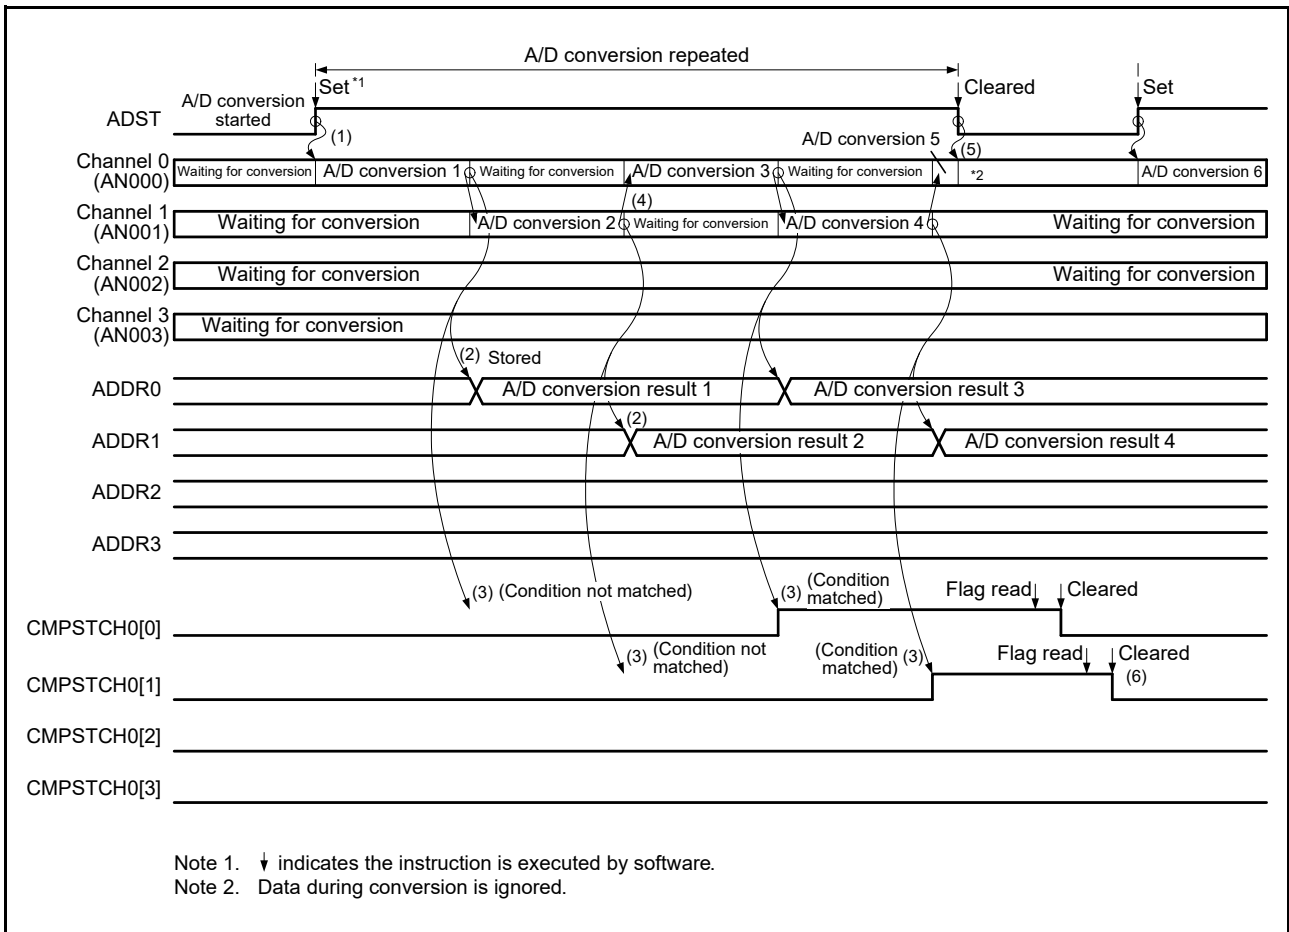 A/D conversion repeated
Set *1
Cleared
Set
A/D conversion
started
ADST
(1)
A/D conversion 5
(5)
Channel 0
(AN000)
Waiting for conversion
A/D conversion 1
Waiting for conversion
A/D conversion 3
Waiting for conversion
*2
A/D conversion 6
(4)
Channel 1
(AN001)
Waiting for conversion
A/D conversion 2
Waiting for conversion
A/D conversion 4
Waiting for conversion
Channel 2
(AN002)
Waiting for conversion
Waiting for conversion
Channel 3
(AN003)
Waiting for conversion
(2) Stored
ADDR0
A/D conversion result 1
A/D conversion result 3
(2)
ADDR1
A/D conversion result 2
A/D conversion result 4
ADDR2
ADDR3
(3) (Condition not matched)
(3) (Condition
matched)
Flag read
Cleared
CMPSTCH0[0]
(3) (Condition not
matched)
(Condition
matched) (3)
Flag read
Cleared
(6)
CMPSTCH0[1]
CMPSTCH0[2]
CMPSTCH0[3]
Note 1. ↓ indicates the instruction is executed by software.
Note 2. Data during conversion is ignored.